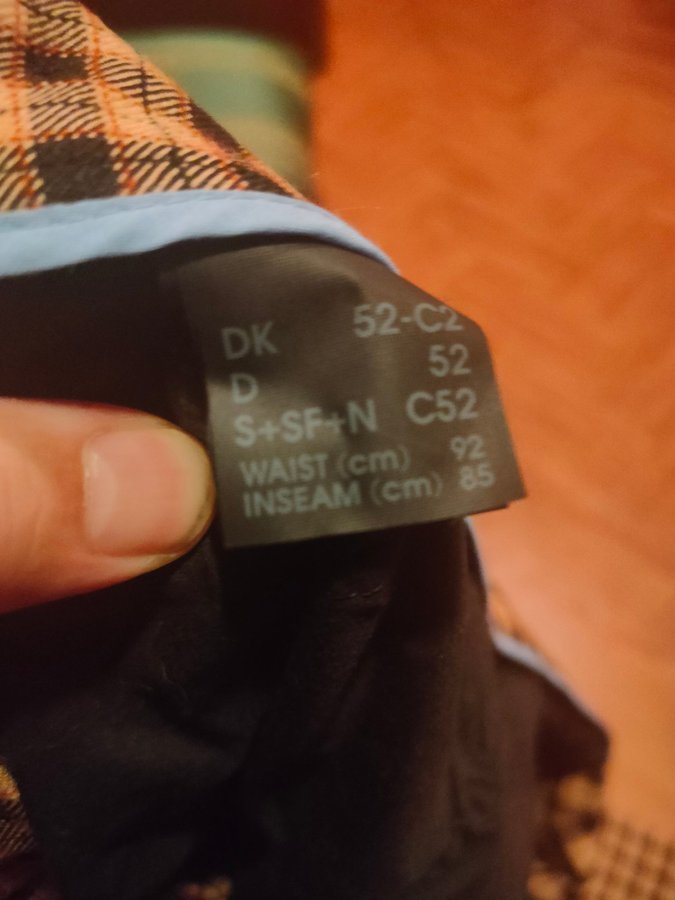 DK 52-C2
D 52
S+SF+N C52
WAIST (cm) 92
INSEAM (cm) 85